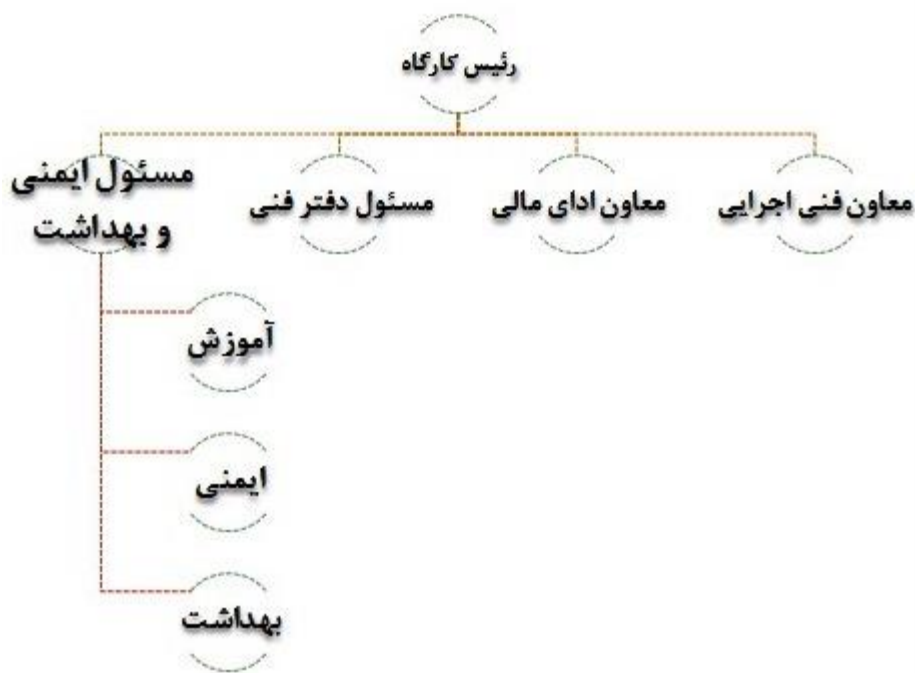 رئیس کارگاه
معاون فنی اجرایی
معاون ادای مالی
مسئول دفتر فنی
مسئول ایمنی
و بهداشت
آموزش
ایمنی
بهداشت